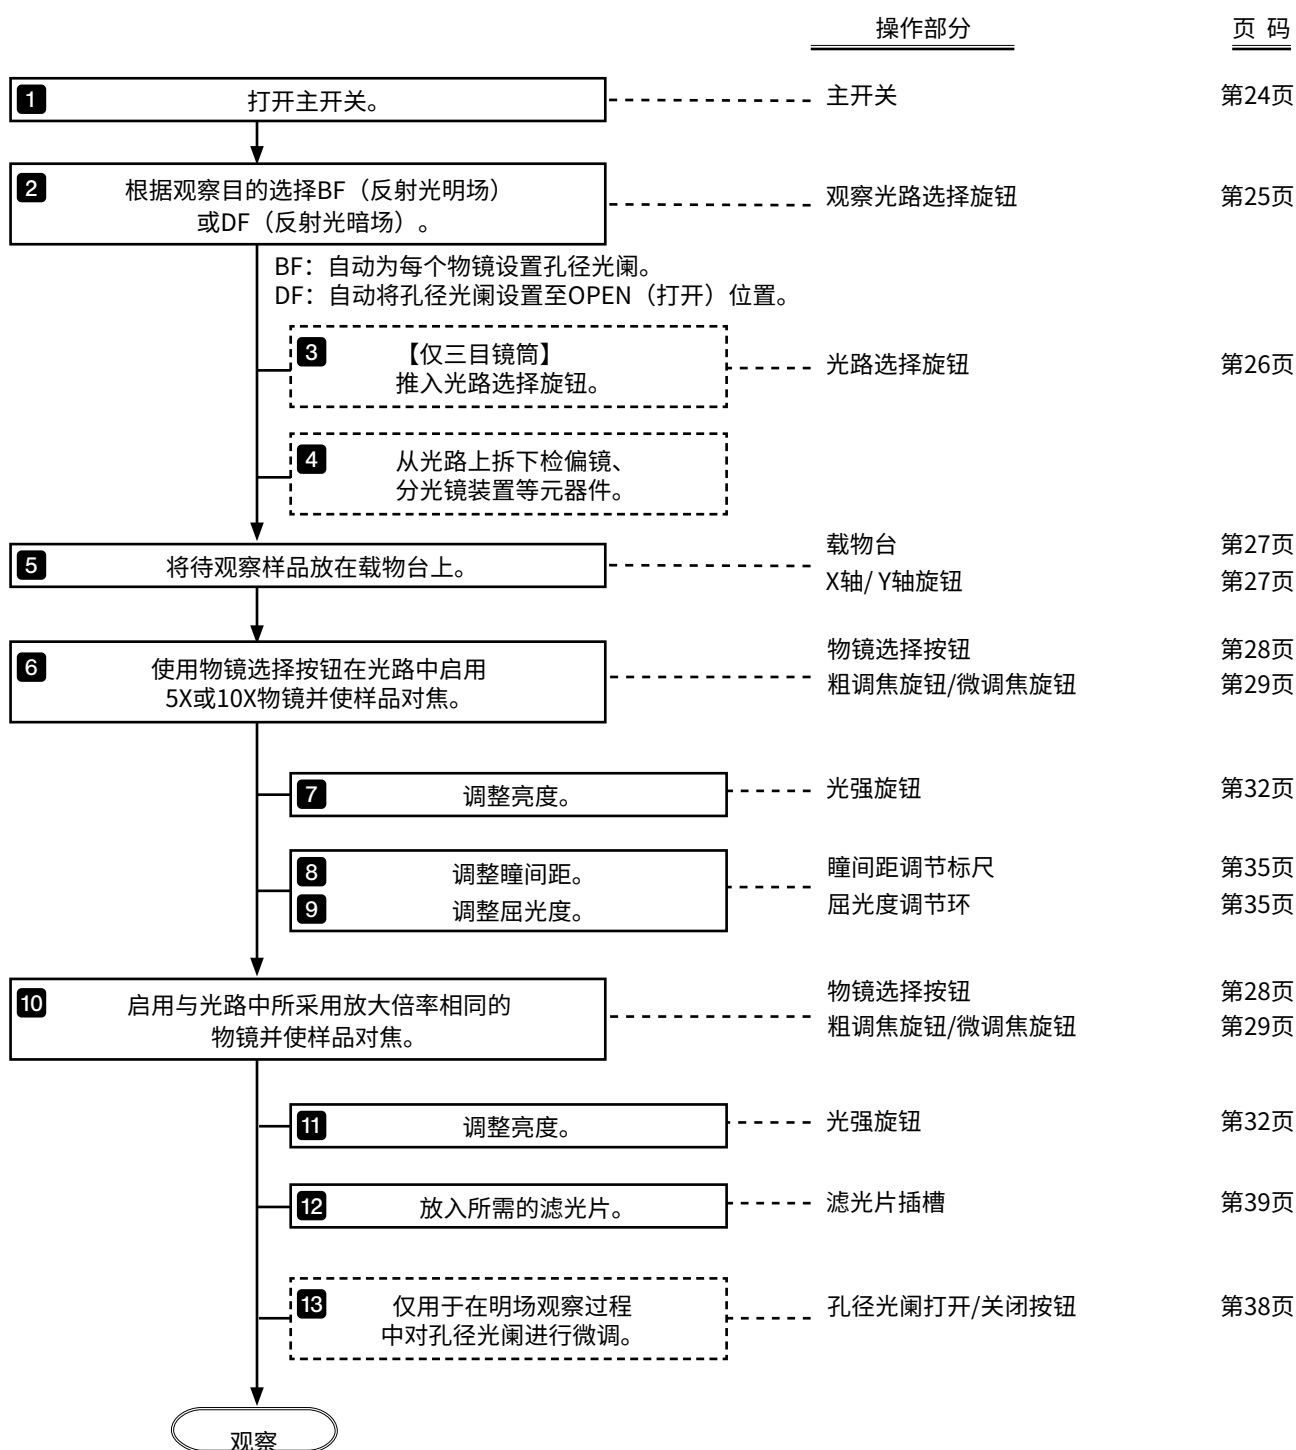 操作部分 页 码
1 打开主开关。 主开关 第24页
2 根据观察目的选择BF（反射光明场）
或DF（反射光暗场）。 观察光路选择旋钮 第25页
BF：自动为每个物镜设置孔径光阑。
DF：自动将孔径光阑设置至OPEN（打开）位置。
3 【仅三目镜筒】
推入光路选择旋钮。 光路选择旋钮 第26页
4 从光路上拆下检偏镜、
分光镜装置等元器件。
5 将待观察样品放在载物台上。 载物台 第27页
X轴/ Y轴旋钮 第27页
6 使用物镜选择按钮在光路中启用 物镜选择按钮 第28页
5X或10X物镜并使样品对焦。 粗调焦旋钮/微调焦旋钮 第29页
7 调整亮度。 光强旋钮 第32页
8 调整瞳间距。 瞳间距调节标尺 第35页
9 调整屈光度。 屈光度调节环 第35页
10 启用与光路中所采用放大倍率相同的 物镜选择按钮 第28页
物镜并使样品对焦。 粗调焦旋钮/微调焦旋钮 第29页
11 调整亮度。 光强旋钮 第32页
12 放入所需的滤光片。 滤光片插槽 第39页
13 仅用于在明场观察过程 孔径光阑打开/关闭按钮 第38页
中对孔径光阑进行微调。
观察